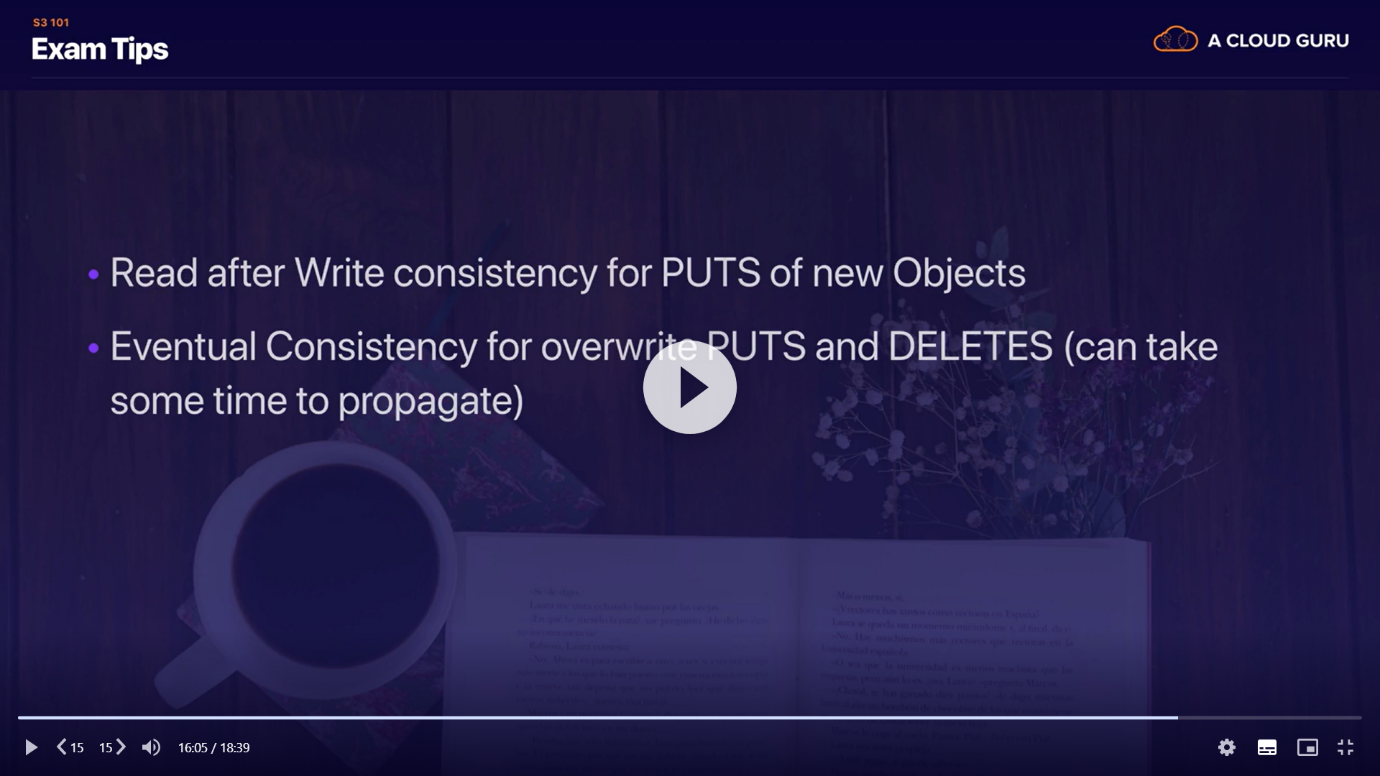 S3 101
Exam Tips
A CLOUD GURU
• Read after Write consistency for PUTS of new Objects
• Eventual Consistency for overwrite PUTS and DELETES (can take
some time to propagate)
15 15 16:05 / 18:39